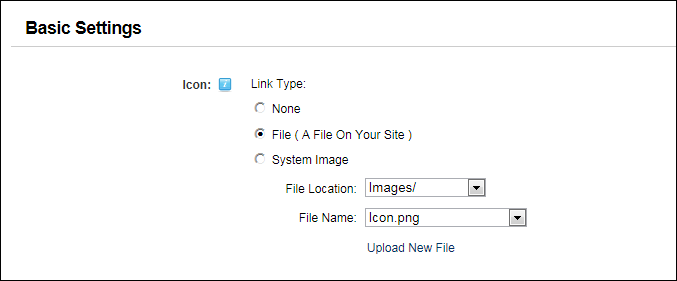 Basic Settings
Icon: Link Type:
None
File ( A File On Your Site )
System Image
File Location: Images/
File Name: Icon.png
Upload New File